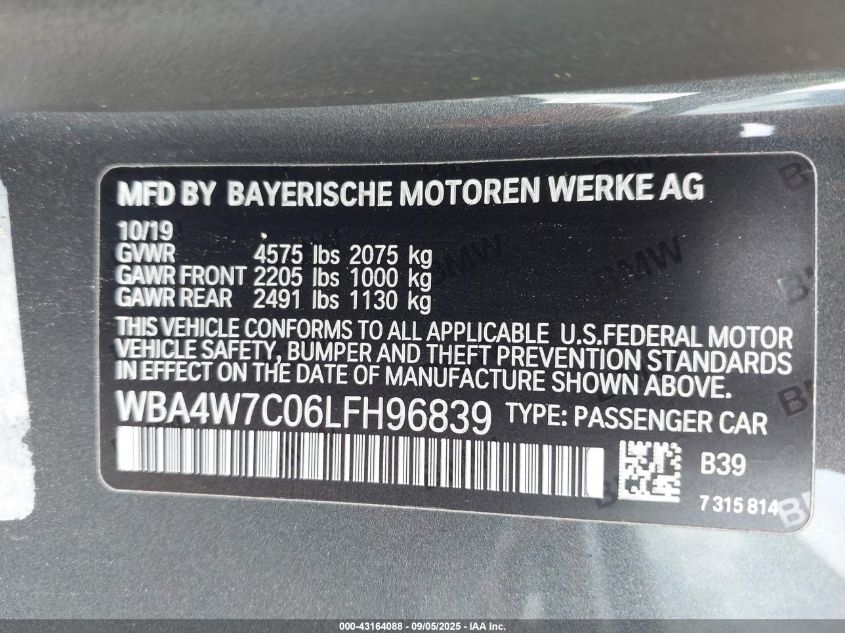 MFD BY BAYERISCHE MOTOREN WERKE AG
10/19
GVWR 4575 lbs 2075 kg
GAWR FRONT 2205 lbs 1000 kg
GAWR REAR 2491 lbs 1130 kg
THIS VEHICLE CONFORMS TO ALL APPLICABLE U.S.FEDERAL MOTOR
VEHICLE SAFETY, BUMPER AND THEFT PREVENTION STANDARDS
IN EFFECT ON THE DATE OF MANUFACTURE SHOWN ABOVE.
WBA4W7C06LFH96839 TYPE: PASSENGER CAR
B39
7 315 814
BMW
000-43164088 - 09/05/2025 - IAA Inc.